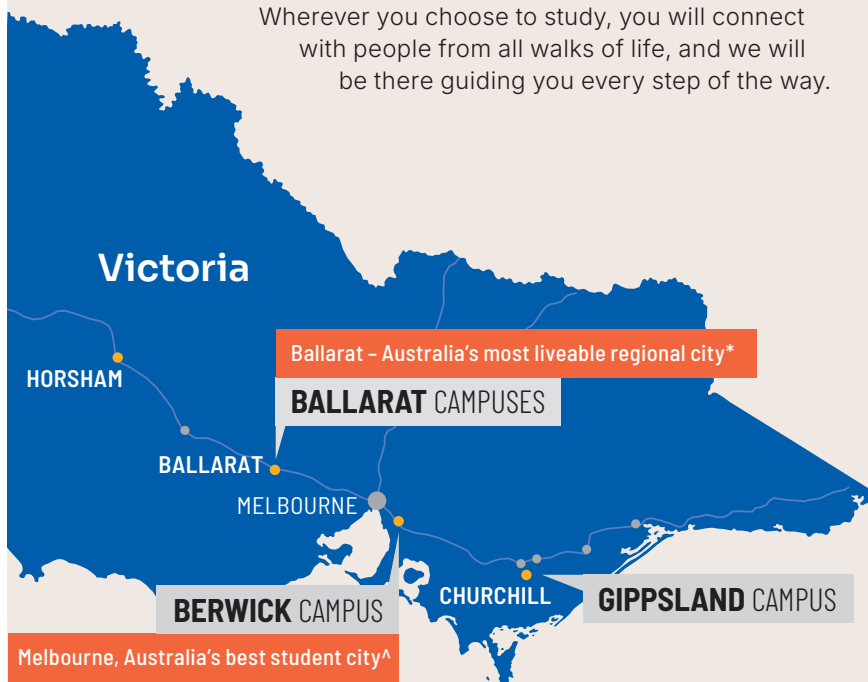 Wherever you choose to study, you will connect
with people from all walks of life, and we will
be there guiding you every step of the way.
Victoria
Ballarat – Australia’s most liveable regional city*
HORSHAM
BALLARAT CAMPUSES
BALLARAT
MELBOURNE
CHURCHILL
GIPPSLAND CAMPUS
BERWICK CAMPUS
Melbourne, Australia’s best student city^